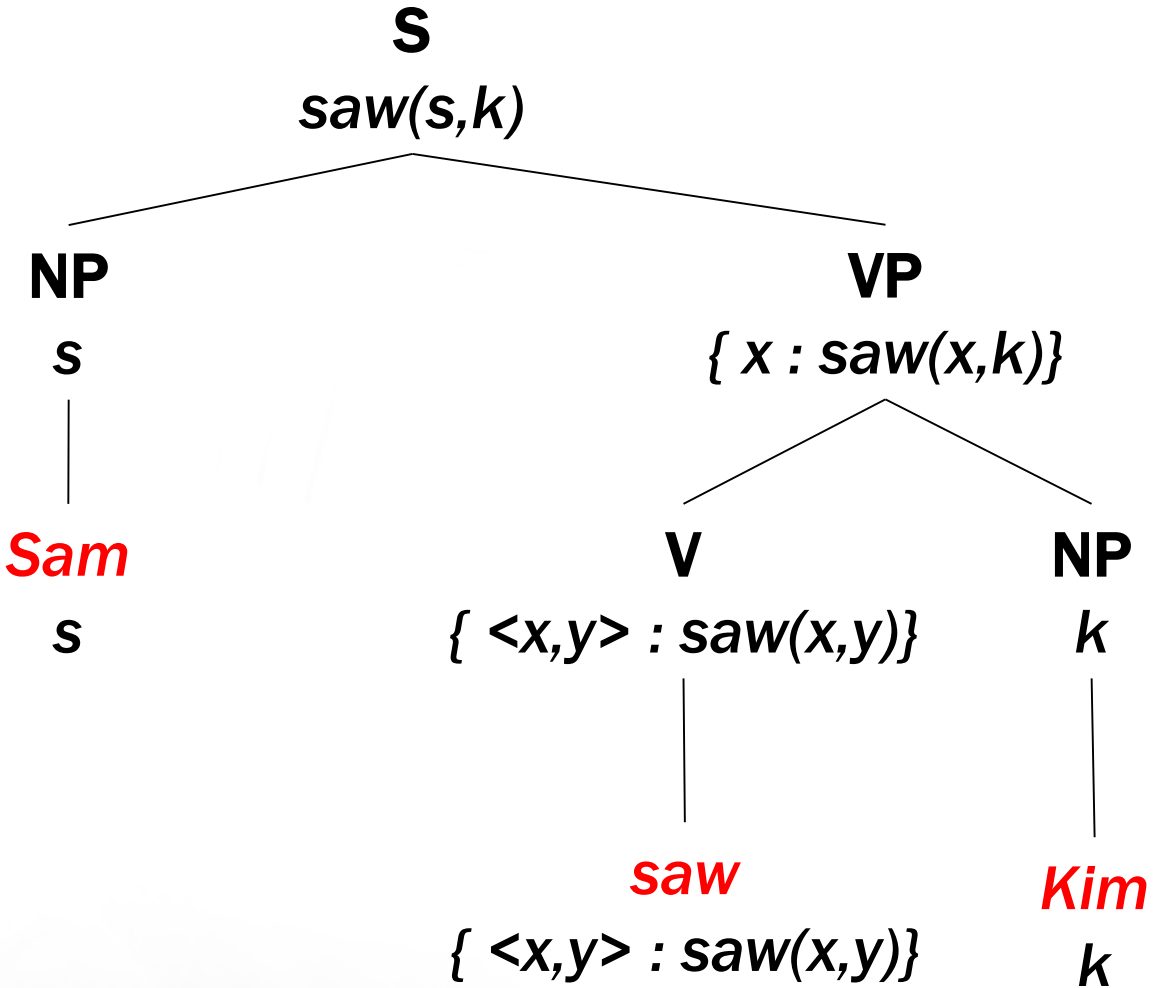 S
saw(s,k)
NP VP
s { x : saw(x,k)}
Sam V NP
s { <x,y> : saw(x,y)} k
saw Kim
{ <x,y> : saw(x,y)} k